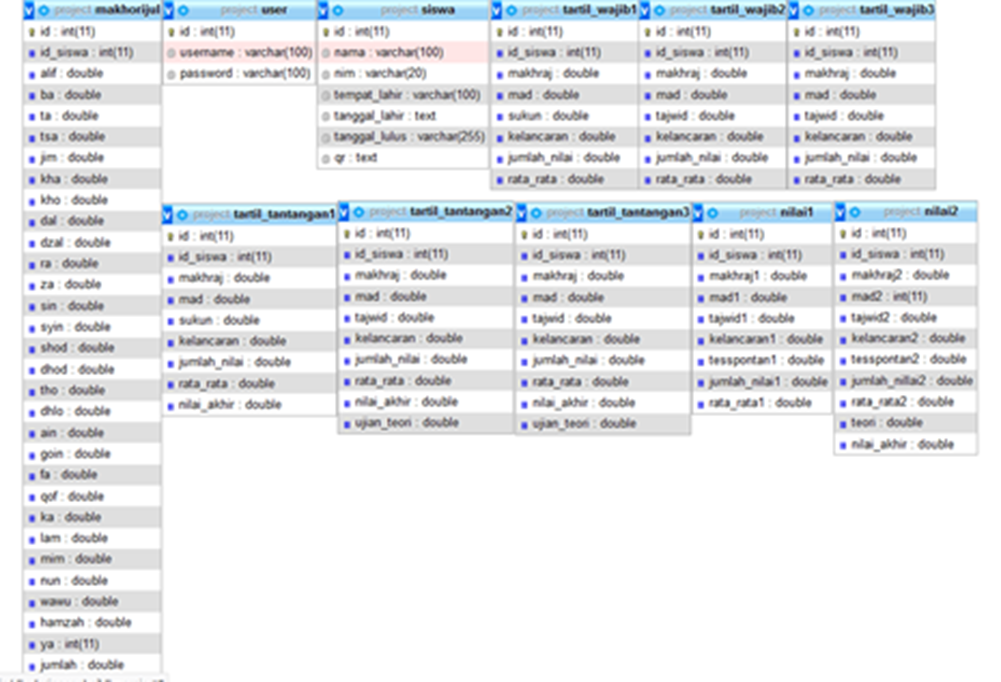 project makhorijul
id : int(11)
id_siswa : int(11)
alif : double
ba : double
ta : double
tsa : double
jim : double
kha : double
kho : double
dal : double
dzal : double
ra : double
za : double
sin : double
syin : double
shod : double
dhod : double
tho : double
dhlo : double
ain : double
goin : double
fa : double
qof : double
ka : double
lam : double
mim : double
nun : double
wawu : double
hamzah : double
ya : int(11)
jumlah : double
project user
id : int(11)
username : varchar(100)
password : varchar(100)
project siswa
id : int(11)
nama : varchar(100)
nim : varchar(20)
tempat_lahir : varchar(100)
tanggal_lahir : text
tanggal_lulus : varchar(255)
qr : text
project tartil_wajib1
id : int(11)
id_siswa : int(11)
makhraj : double
mad : double
sukun : double
kelancaran : double
jumlah_nilai : double
rata_rata : double
project tartil_wajib2
id : int(11)
id_siswa : int(11)
makhraj : double
mad : double
tajwid : double
kelancaran : double
jumlah_nilai : double
rata_rata : double
project tartil_wajib3
id : int(11)
id_siswa : int(11)
makhraj : double
mad : double
tajwid : double
kelancaran : double
jumlah_nilai : double
rata_rata : double
project tartil_tantangan1
id : int(11)
id_siswa : int(11)
makhraj : double
mad : double
sukun : double
kelancaran : double
jumlah_nilai : double
rata_rata : double
nilai_akhir : double
project tartil_tantangan2
id : int(11)
id_siswa : int(11)
makhraj : double
mad : double
tajwid : double
kelancaran : double
jumlah_nilai : double
rata_rata : double
nilai_akhir : double
ujian_teori : double
project tartil_tantangan3
id : int(11)
id_siswa : int(11)
makhraj : double
mad : double
tajwid : double
kelancaran : double
jumlah_nilai : double
rata_rata : double
nilai_akhir : double
ujian_teori : double
project nilai1
id : int(11)
id_siswa : int(11)
makhraj1 : double
mad1 : double
tajwid1 : double
kelancaran1 : double
tesspontan1 : double
jumlah_nilai1 : double
rata_rata1 : double
project nilai2
id : int(11)
id_siswa : int(11)
makhraj2 : double
mad2 : int(11)
tajwid2 : double
kelancaran2 : double
tesspontan2 : double
jumlah_nillai2 : double
rata_rata2 : double
teori : double
nilai_akhir : double